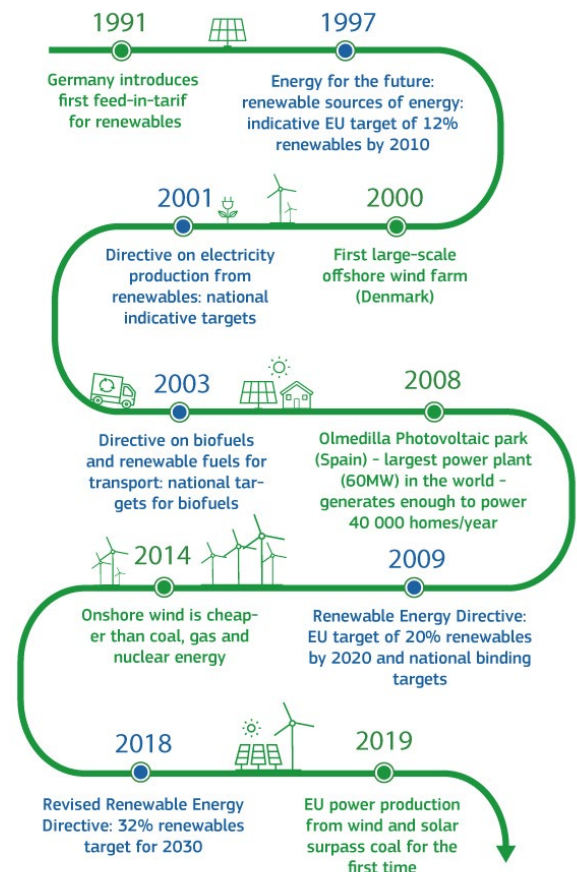 1991
Germany introduces
first feed-in-tarif
for renewables
1997
Energy for the future:
renewable sources of energy:
indicative EU target of 12%
renewables by 2010
2000
First large-scale
offshore wind farm
(Denmark)
2001
Directive on electricity
production from
renewables: national
indicative targets
2003
Directive on biofuels
and renewable fuels for
transport: national tar-
gets for biofuels
2008
Olmedilla Photovoltaic park
(Spain) - largest power plant
(60MW) in the world -
generates enough to power
40 000 homes/year
2009
Renewable Energy Directive:
EU target of 20% renewables
by 2020 and national binding
targets
2014
Onshore wind is cheap-
er than coal, gas and
nuclear energy
2018
Revised Renewable Energy
Directive: 32% renewables
target for 2030
2019
EU power production
from wind and solar
surpass coal for the
first time